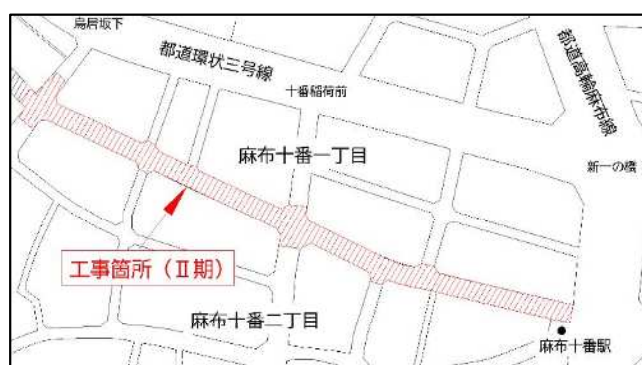 鳥居坂下
都道環状三号線
都道高輪麻布線
十番稲荷前
麻布十番一丁目
新一の橋
工事箇所（Ⅱ期）
麻布十番二丁目
麻布十番駅